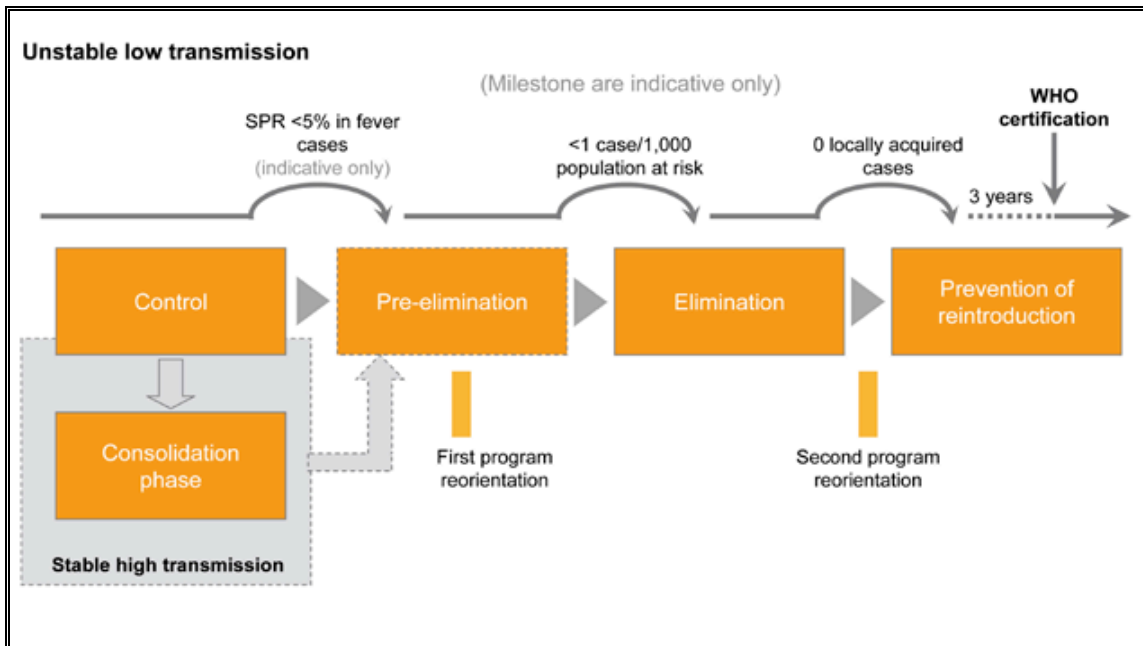 Unstable low transmission
(Milestone are indicative only)
SPR <5% in fever
cases
(indicative only)
<1 case/1,000
population at risk
0 locally acquired
cases
WHO
certification
3 years
Control
Pre-elimination
Elimination
Prevention of
reintroduction
Consolidation
phase
First program
reorientation
Second program
reorientation
Stable high transmission